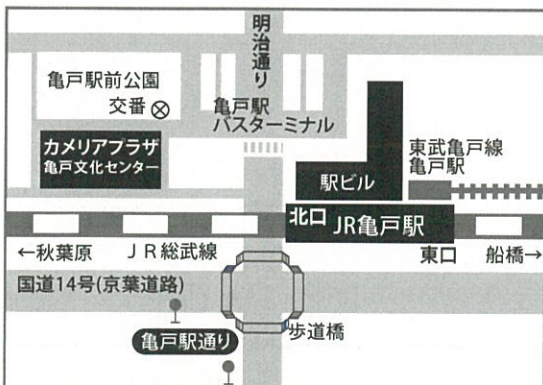 明治通り
亀戸駅前公園
交番
亀戸駅
バスターミナル
カメリアプラザ
亀戸文化センター
東武亀戸線
亀戸駅
駅ビル
北口
JR亀戸駅
←秋葉原
JR総武線
東口
船橋→
国道14号(京葉道路)
歩道橋
亀戸駅通り